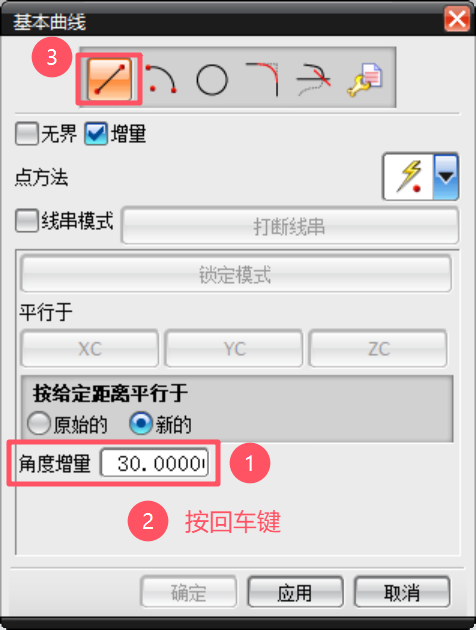 基本曲线
3
无界 增量
点方法
线串模式 打断线串
锁定模式
平行于
XC YC ZC
按给定距离平行于
原始的 新的
角度增量 30.0000 1
2 按回车键
确定 应用 取消